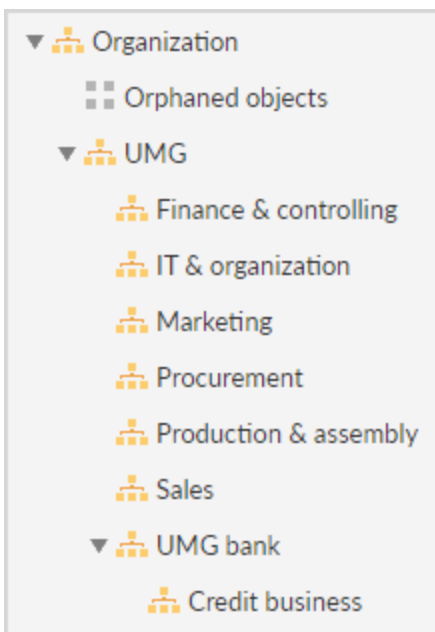 Organization
Orphaned objects
UMG
Finance & controlling
IT & organization
Marketing
Procurement
Production & assembly
Sales
UMG bank
Credit business